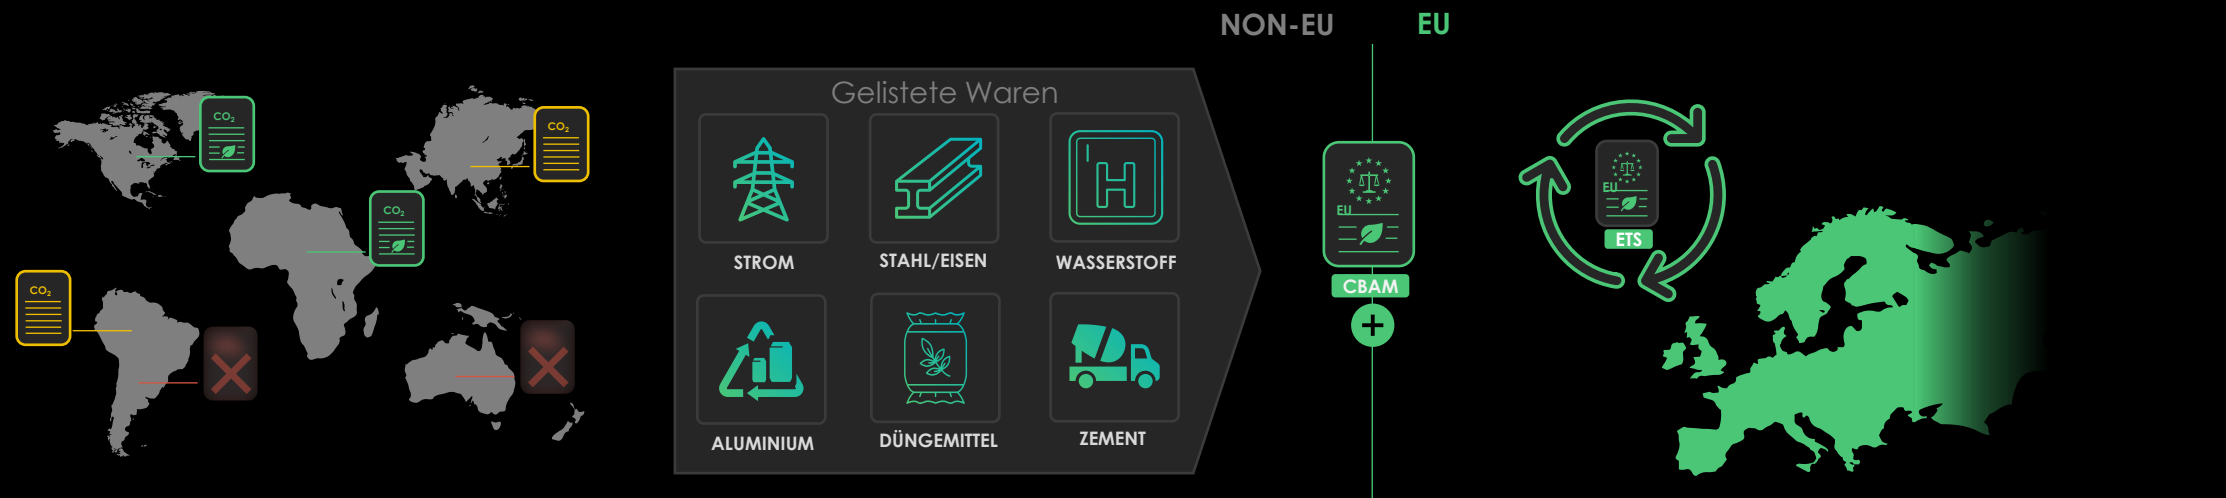 NON-EU
EU
CO₂
CO₂
CO₂
CO₂
Gelistete Waren
H
STROM
STAHL/EISEN
WASSERSTOFF
ALUMINIUM
DÜNGEMITTEL
ZEMENT
EU
CBAM
+
EU
ETS